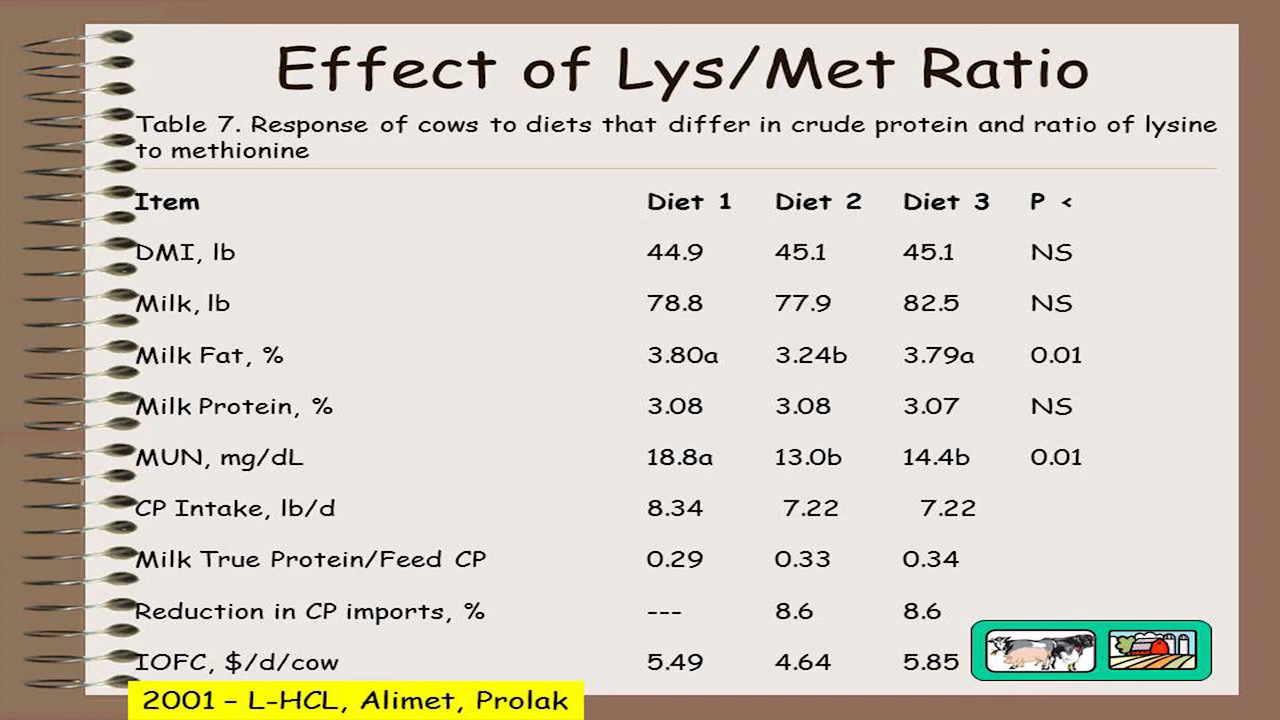 Effect of Lys/Met Ratio
Table 7. Response of cows to diets that differ in crude protein and ratio of lysine
to methionine
Item Diet 1 Diet 2 Diet 3 P <
DMI, lb 44.9 45.1 45.1 NS
Milk, lb 78.8 77.9 82.5 NS
Milk Fat, % 3.80a 3.24b 3.79a 0.01
Milk Protein, % 3.08 3.08 3.07 NS
MUN, mg/dL 18.8a 13.0b 14.4b 0.01
CP Intake, lb/d 8.34 7.22 7.22
Milk True Protein/Feed CP 0.29 0.33 0.34
Reduction in CP imports, % --- 8.6 8.6
IOFC, $/d/cow 5.49 4.64 5.85
2001 – L-HCL, Alimet, Prolak